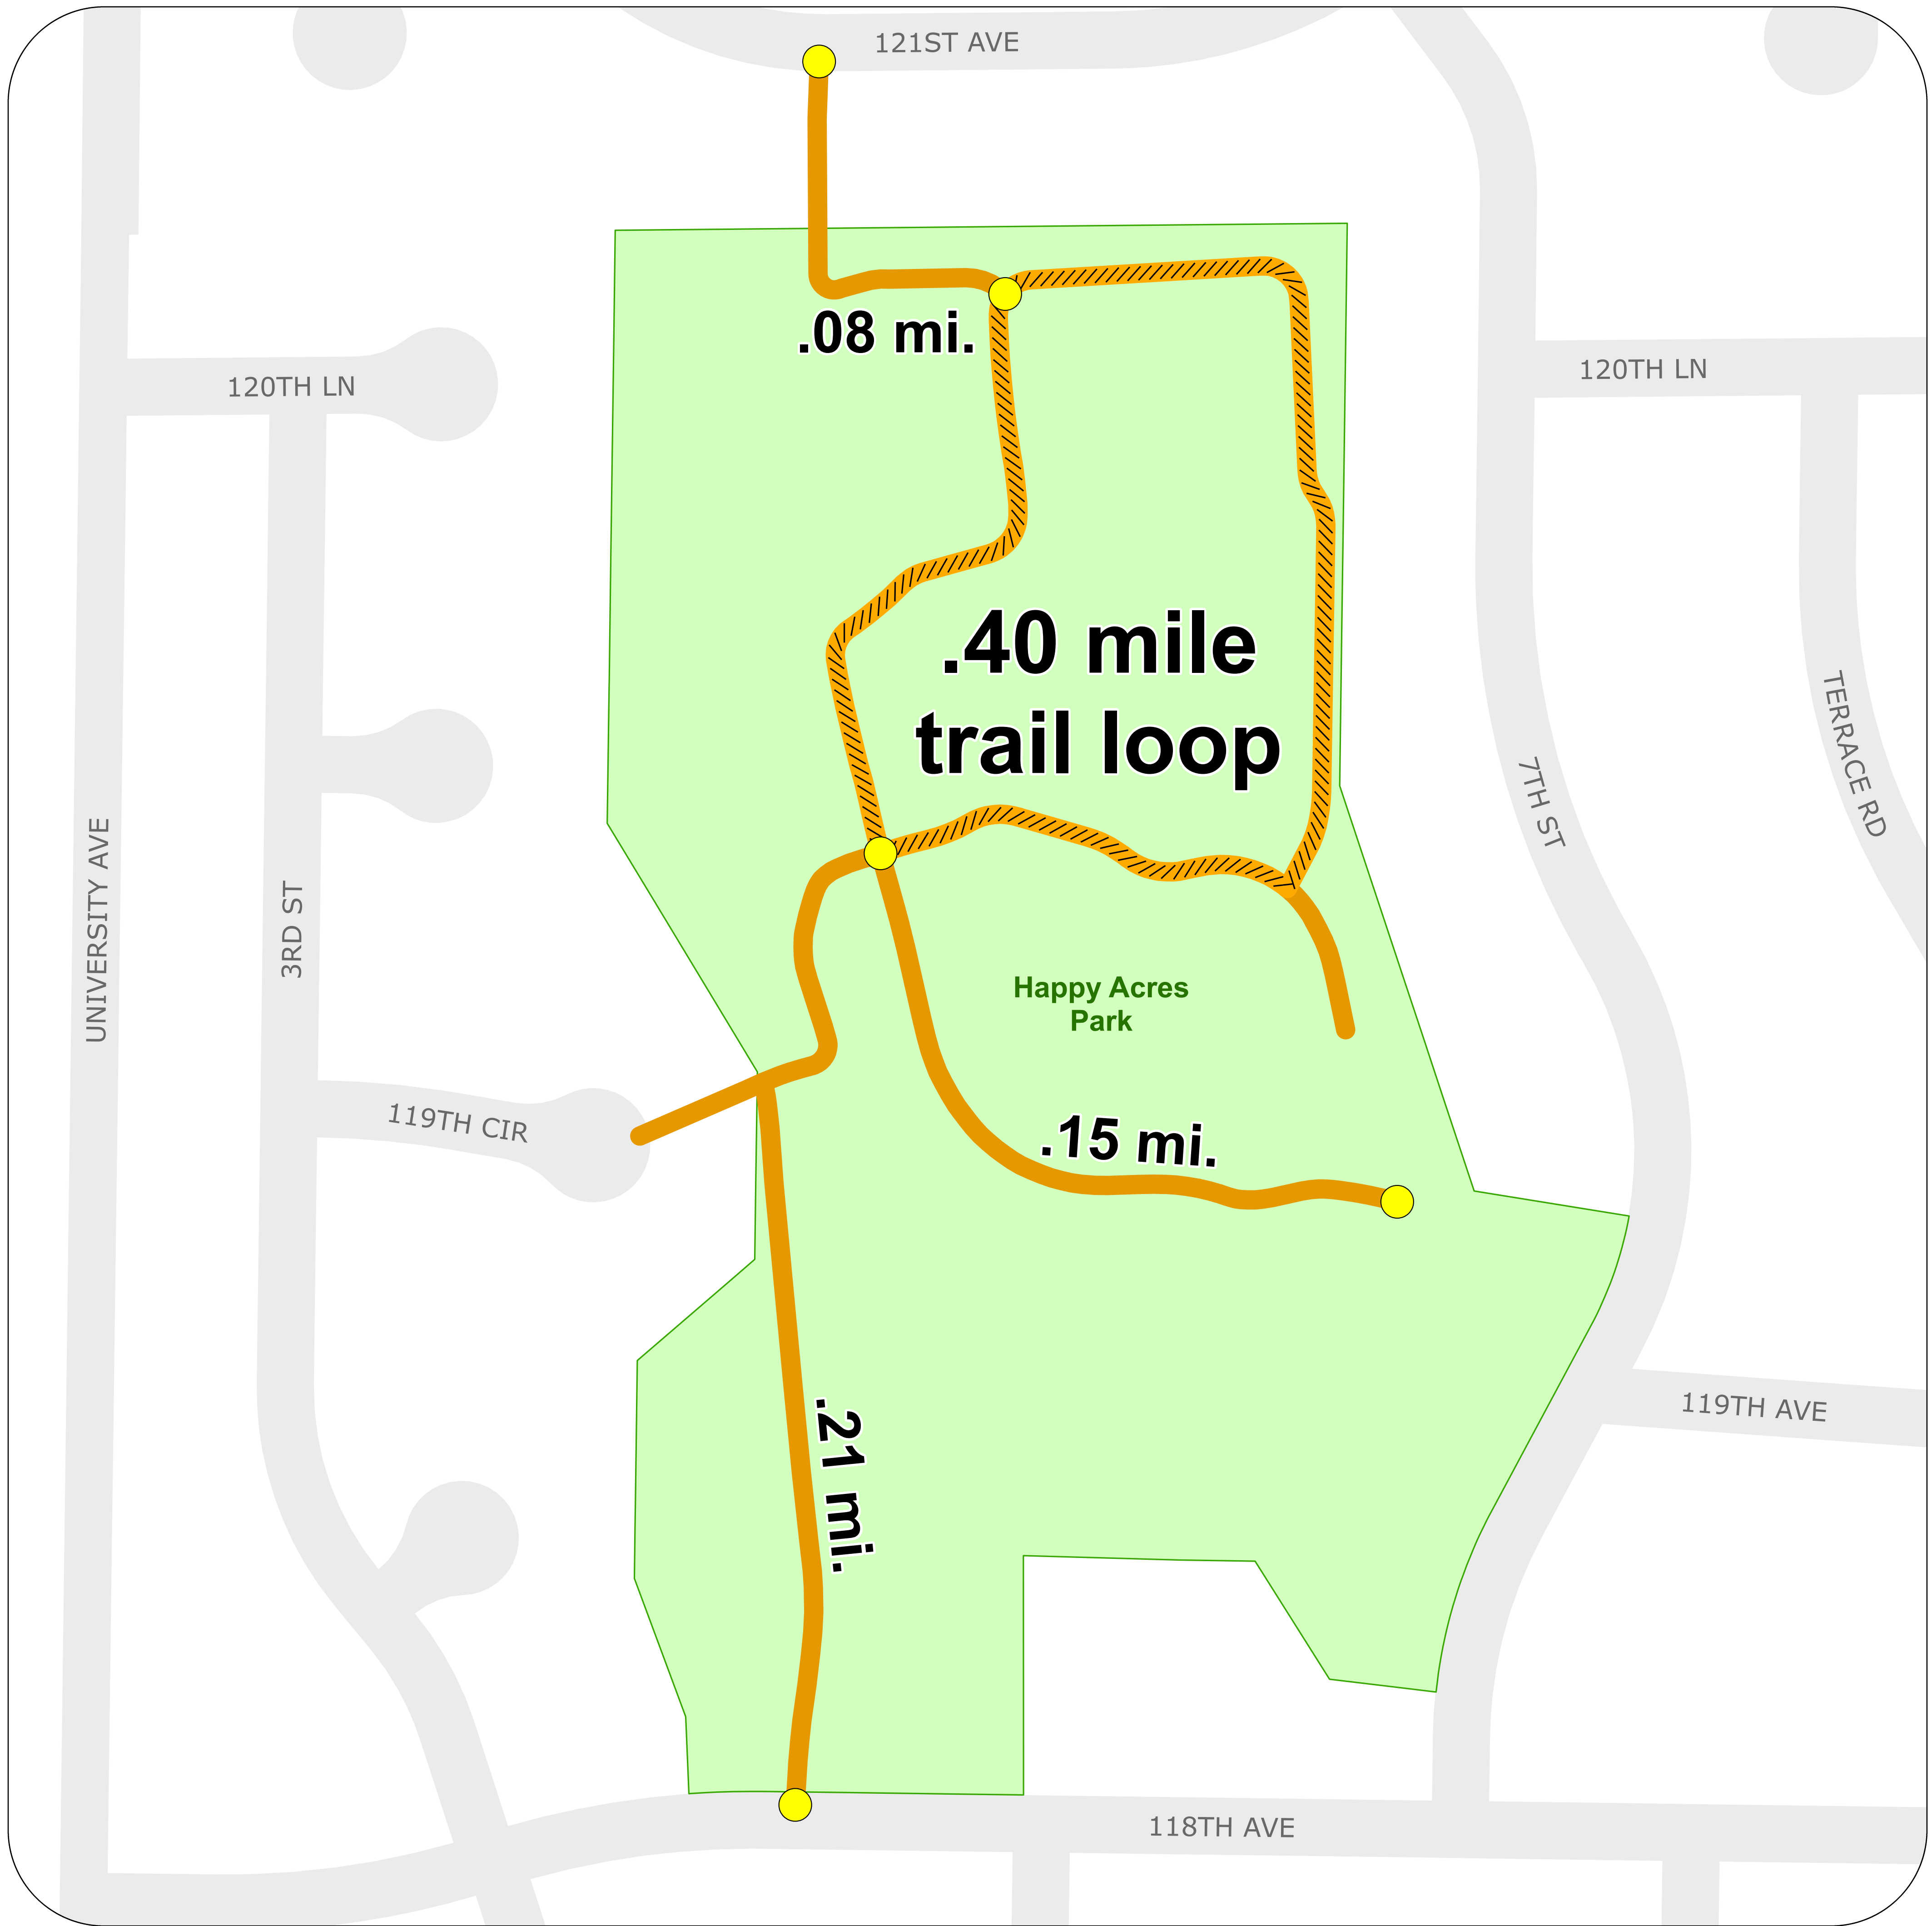 121ST AVE
.08 mi.
120TH LN
120TH LN
.40 mile
trail loop
TERRACE RD
7TH ST
UNIVERSITY AVE
3RD ST
Happy Acres
Park
119TH CIR
.15 mi.
.21 mi.
119TH AVE
118TH AVE